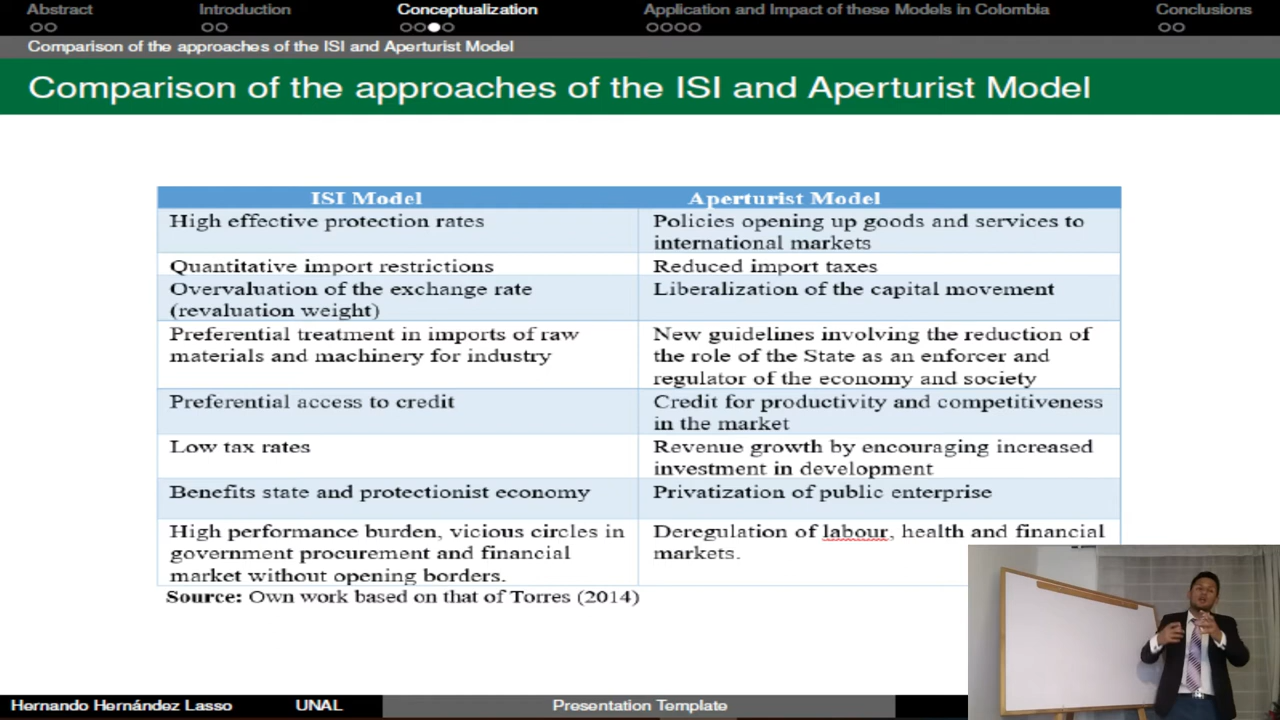 Abstract Introduction Conceptualization Application and Impact of these Models in Colombia Conclusions
Comparison of the approaches of the ISI and Aperturist Model
Comparison of the approaches of the ISI and Aperturist Model
ISI Model Aperturist Model
High effective protection rates
Policies opening up goods and services to
international markets
Quantitative import restrictions
Reduced import taxes
Overvaluation of the exchange rate
(revaluation weight)
Liberalization of the capital movement
Preferential treatment in imports of raw
materials and machinery for industry
New guidelines involving the reduction of
the role of the State as an enforcer and
regulator of the economy and society
Preferential access to credit
Credit for productivity and competitiveness
in the market
Low tax rates
Revenue growth by encouraging increased
investment in development
Benefits state and protectionist economy
Privatization of public enterprise
High performance burden, vicious circles in
government procurement and financial
market without opening borders.
Deregulation of labour, health and financial
markets.
Source: Own work based on that of Torres (2014)
Hernando Hernández Lasso UNAL Presentation Template